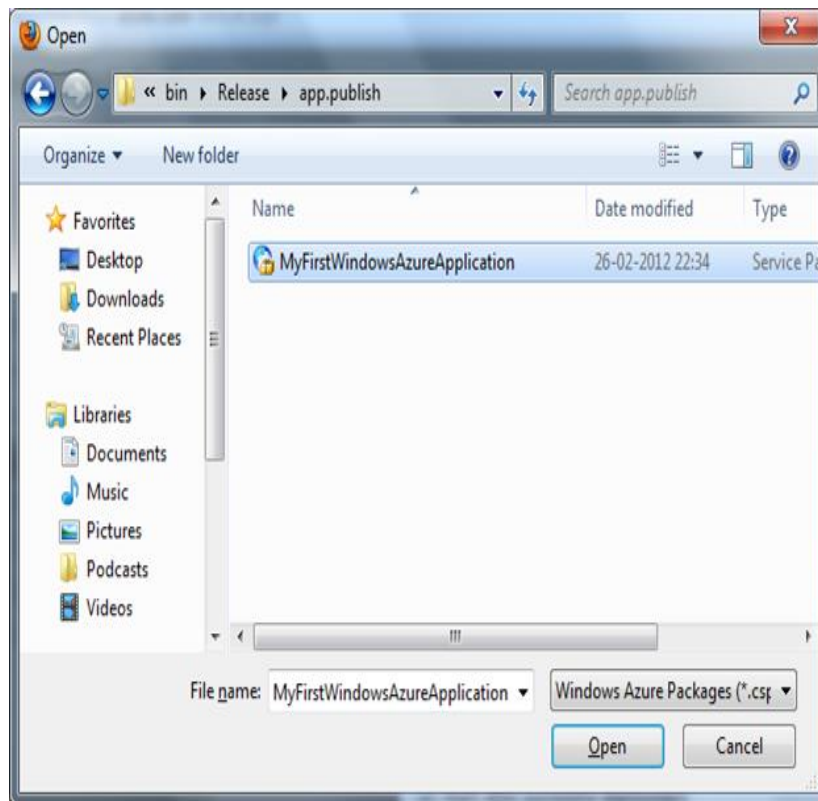 Open
« bin ▸ Release ▸ app.publish
Search app.publish
Organize
New folder
Name
Date modified
Type
Favorites
Desktop
Downloads
Recent Places
Libraries
Documents
Music
Pictures
Podcasts
Videos
MyFirstWindowsAzureApplication
26-02-2012 22:34
Service Pa
File name:
MyFirstWindowsAzureApplication
Windows Azure Packages (*.csp
Open
Cancel